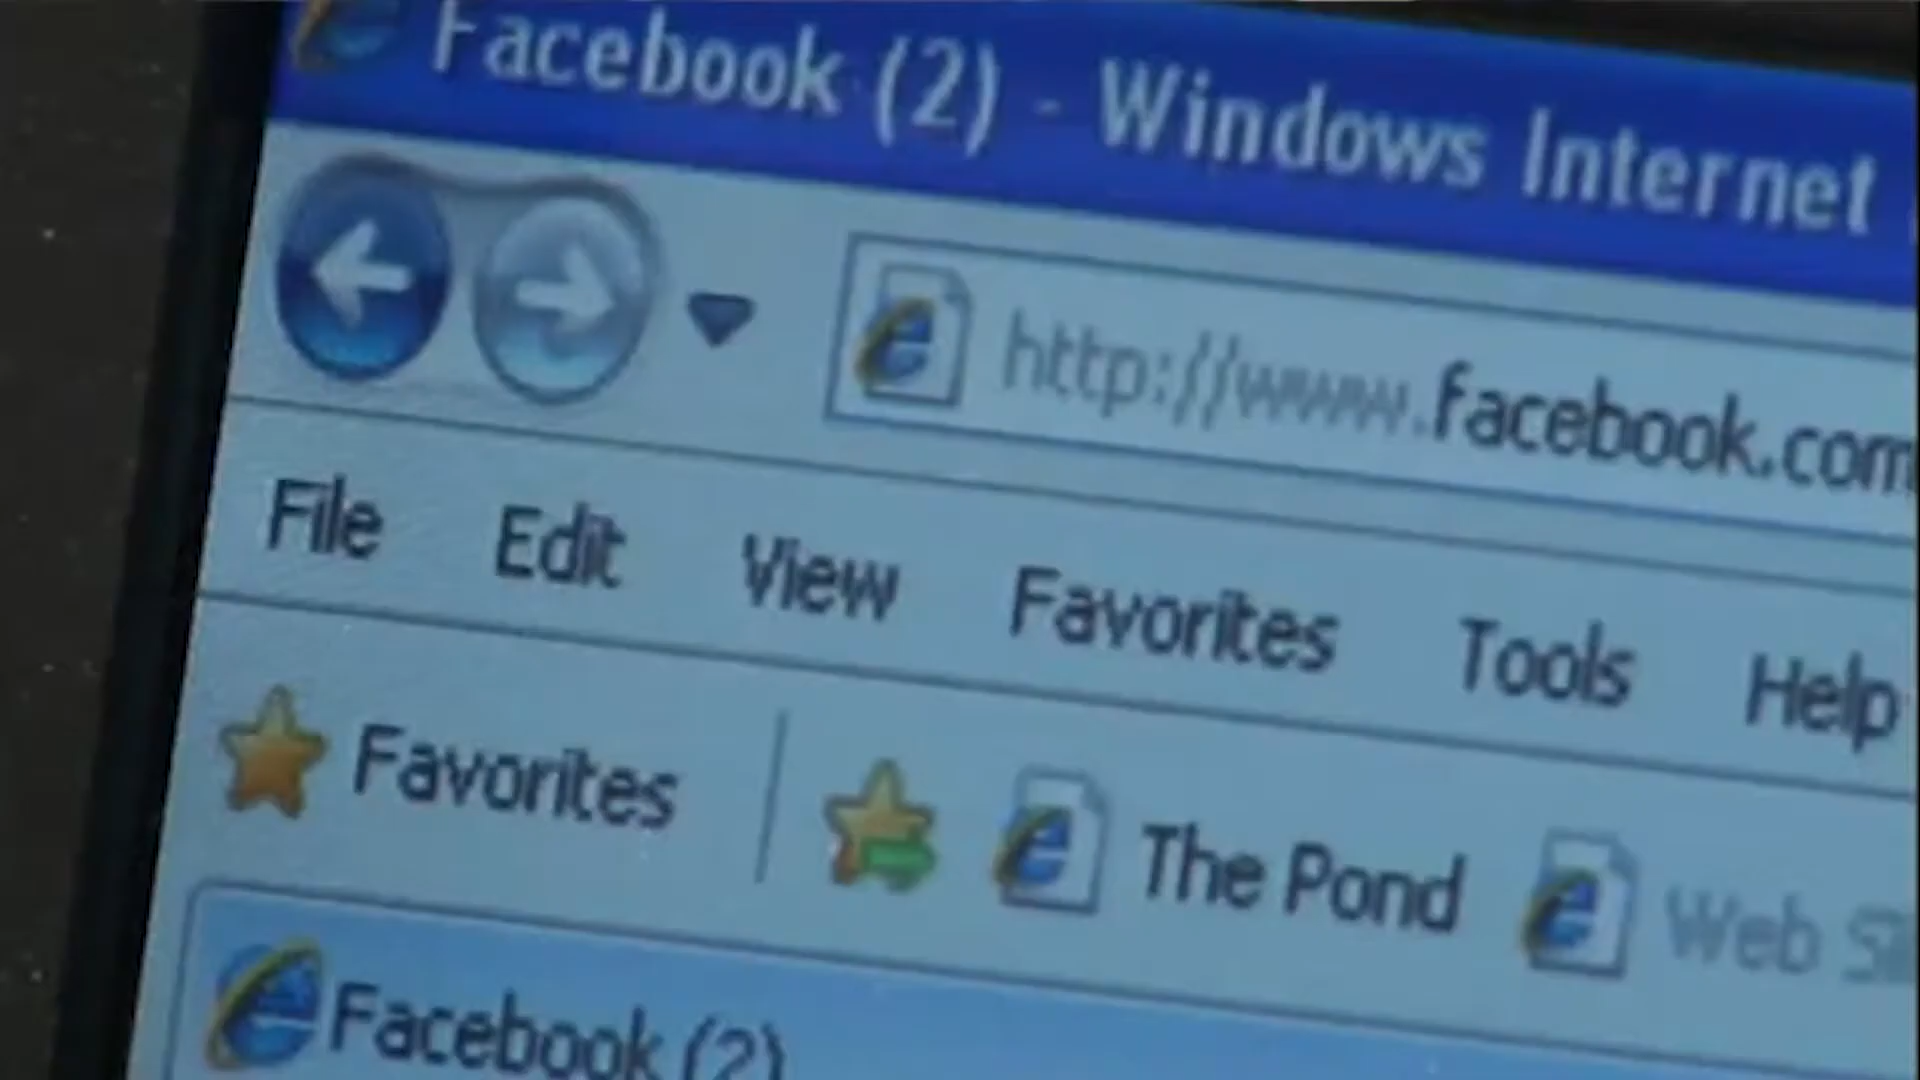 Facebook (2) - Windows Internet
http://www.facebook.com
File Edit View Favorites Tools Help
Favorites The Pond Web
Facebook (2)